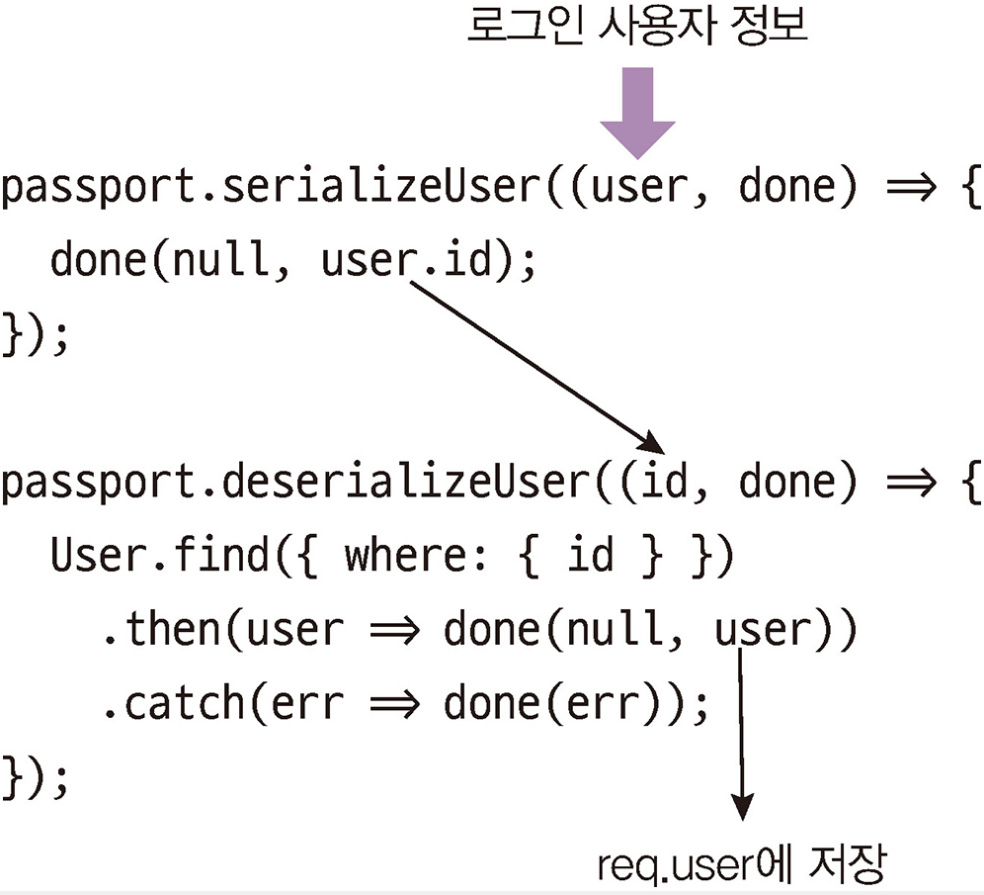 로그인 사용자 정보
passport.serializeUser((user, done) => {
  done(null, user.id);
});
passport.deserializeUser((id, done) => {
  User.find({ where: { id } })
    .then(user => done(null, user))
    .catch(err => done(err));
});
req.user에 저장